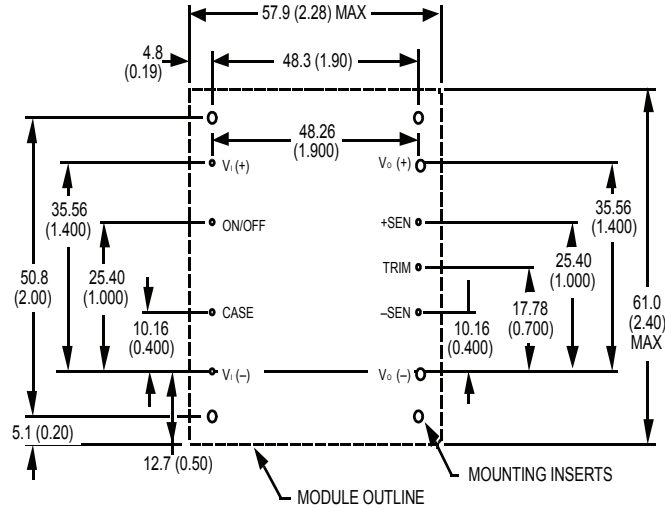 57.9 (2.28) MAX
4.8
(0.19)
48.3 (1.90)
48.26
(1.900)
VI (+)
VO (+)
35.56
(1.400)
35.56
(1.400)
ON/OFF
+SEN
50.8
(2.00)
25.40
(1.000)
TRIM
25.40
(1.000)
61.0
(2.40)
MAX
CASE
–SEN
17.78
(0.700)
10.16
(0.400)
10.16
(0.400)
VI (–)
VO (–)
5.1 (0.20)
12.7 (0.50)
MOUNTING INSERTS
MODULE OUTLINE